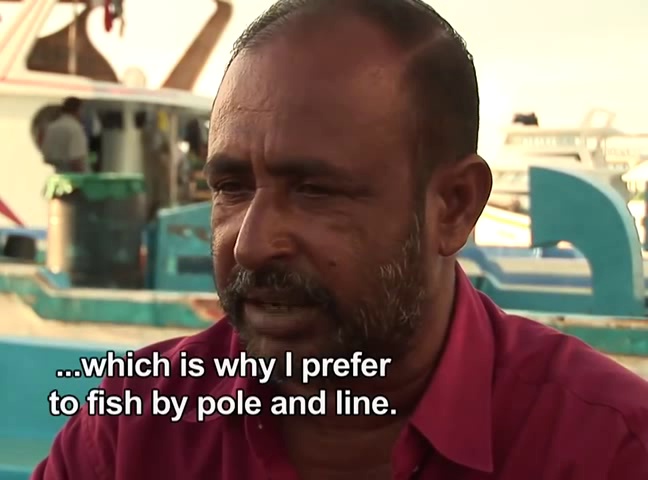 ...which is why I prefer
to fish by pole and line.